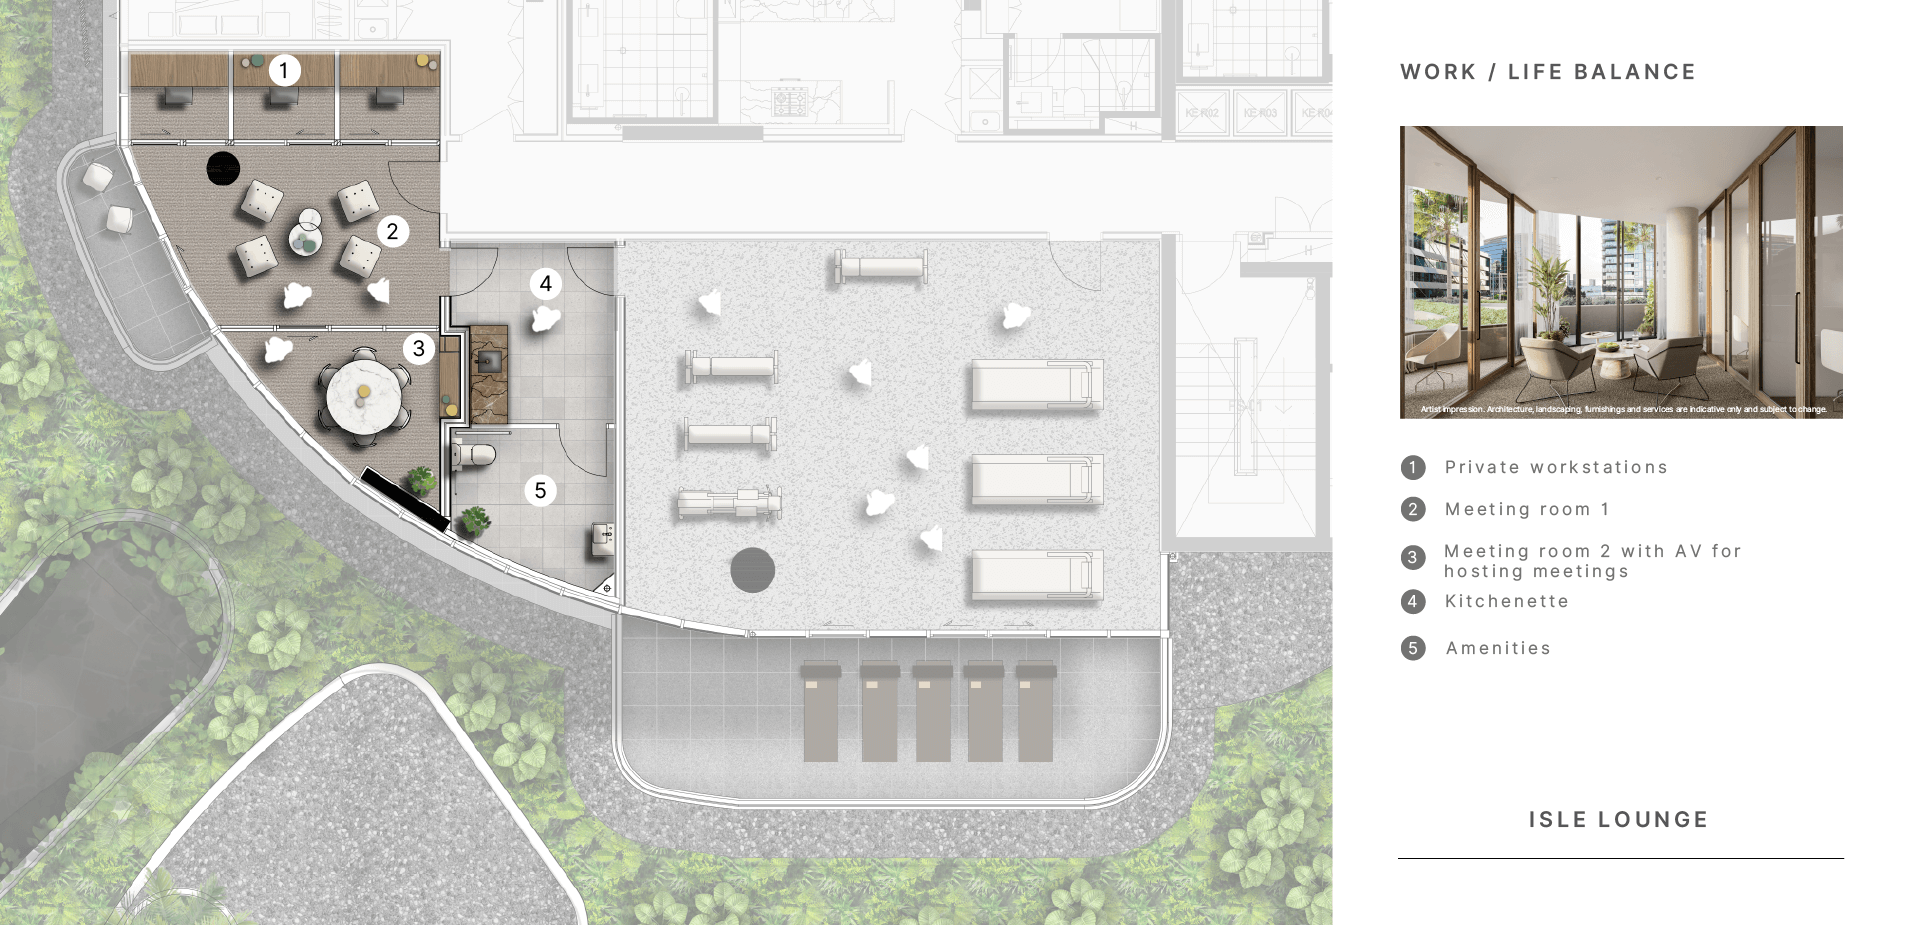 WORK / LIFE BALANCE
Artist impression. Architecture, landscaping, furnishings and services are indicative only and subject to change.
1 Private workstations
2 Meeting room 1
3 Meeting room 2 with AV for
hosting meetings
4 Kitchenette
5 Amenities
ISLE LOUNGE
1
2
3
4
5
KE R02
KE R03
KE R04
H
H